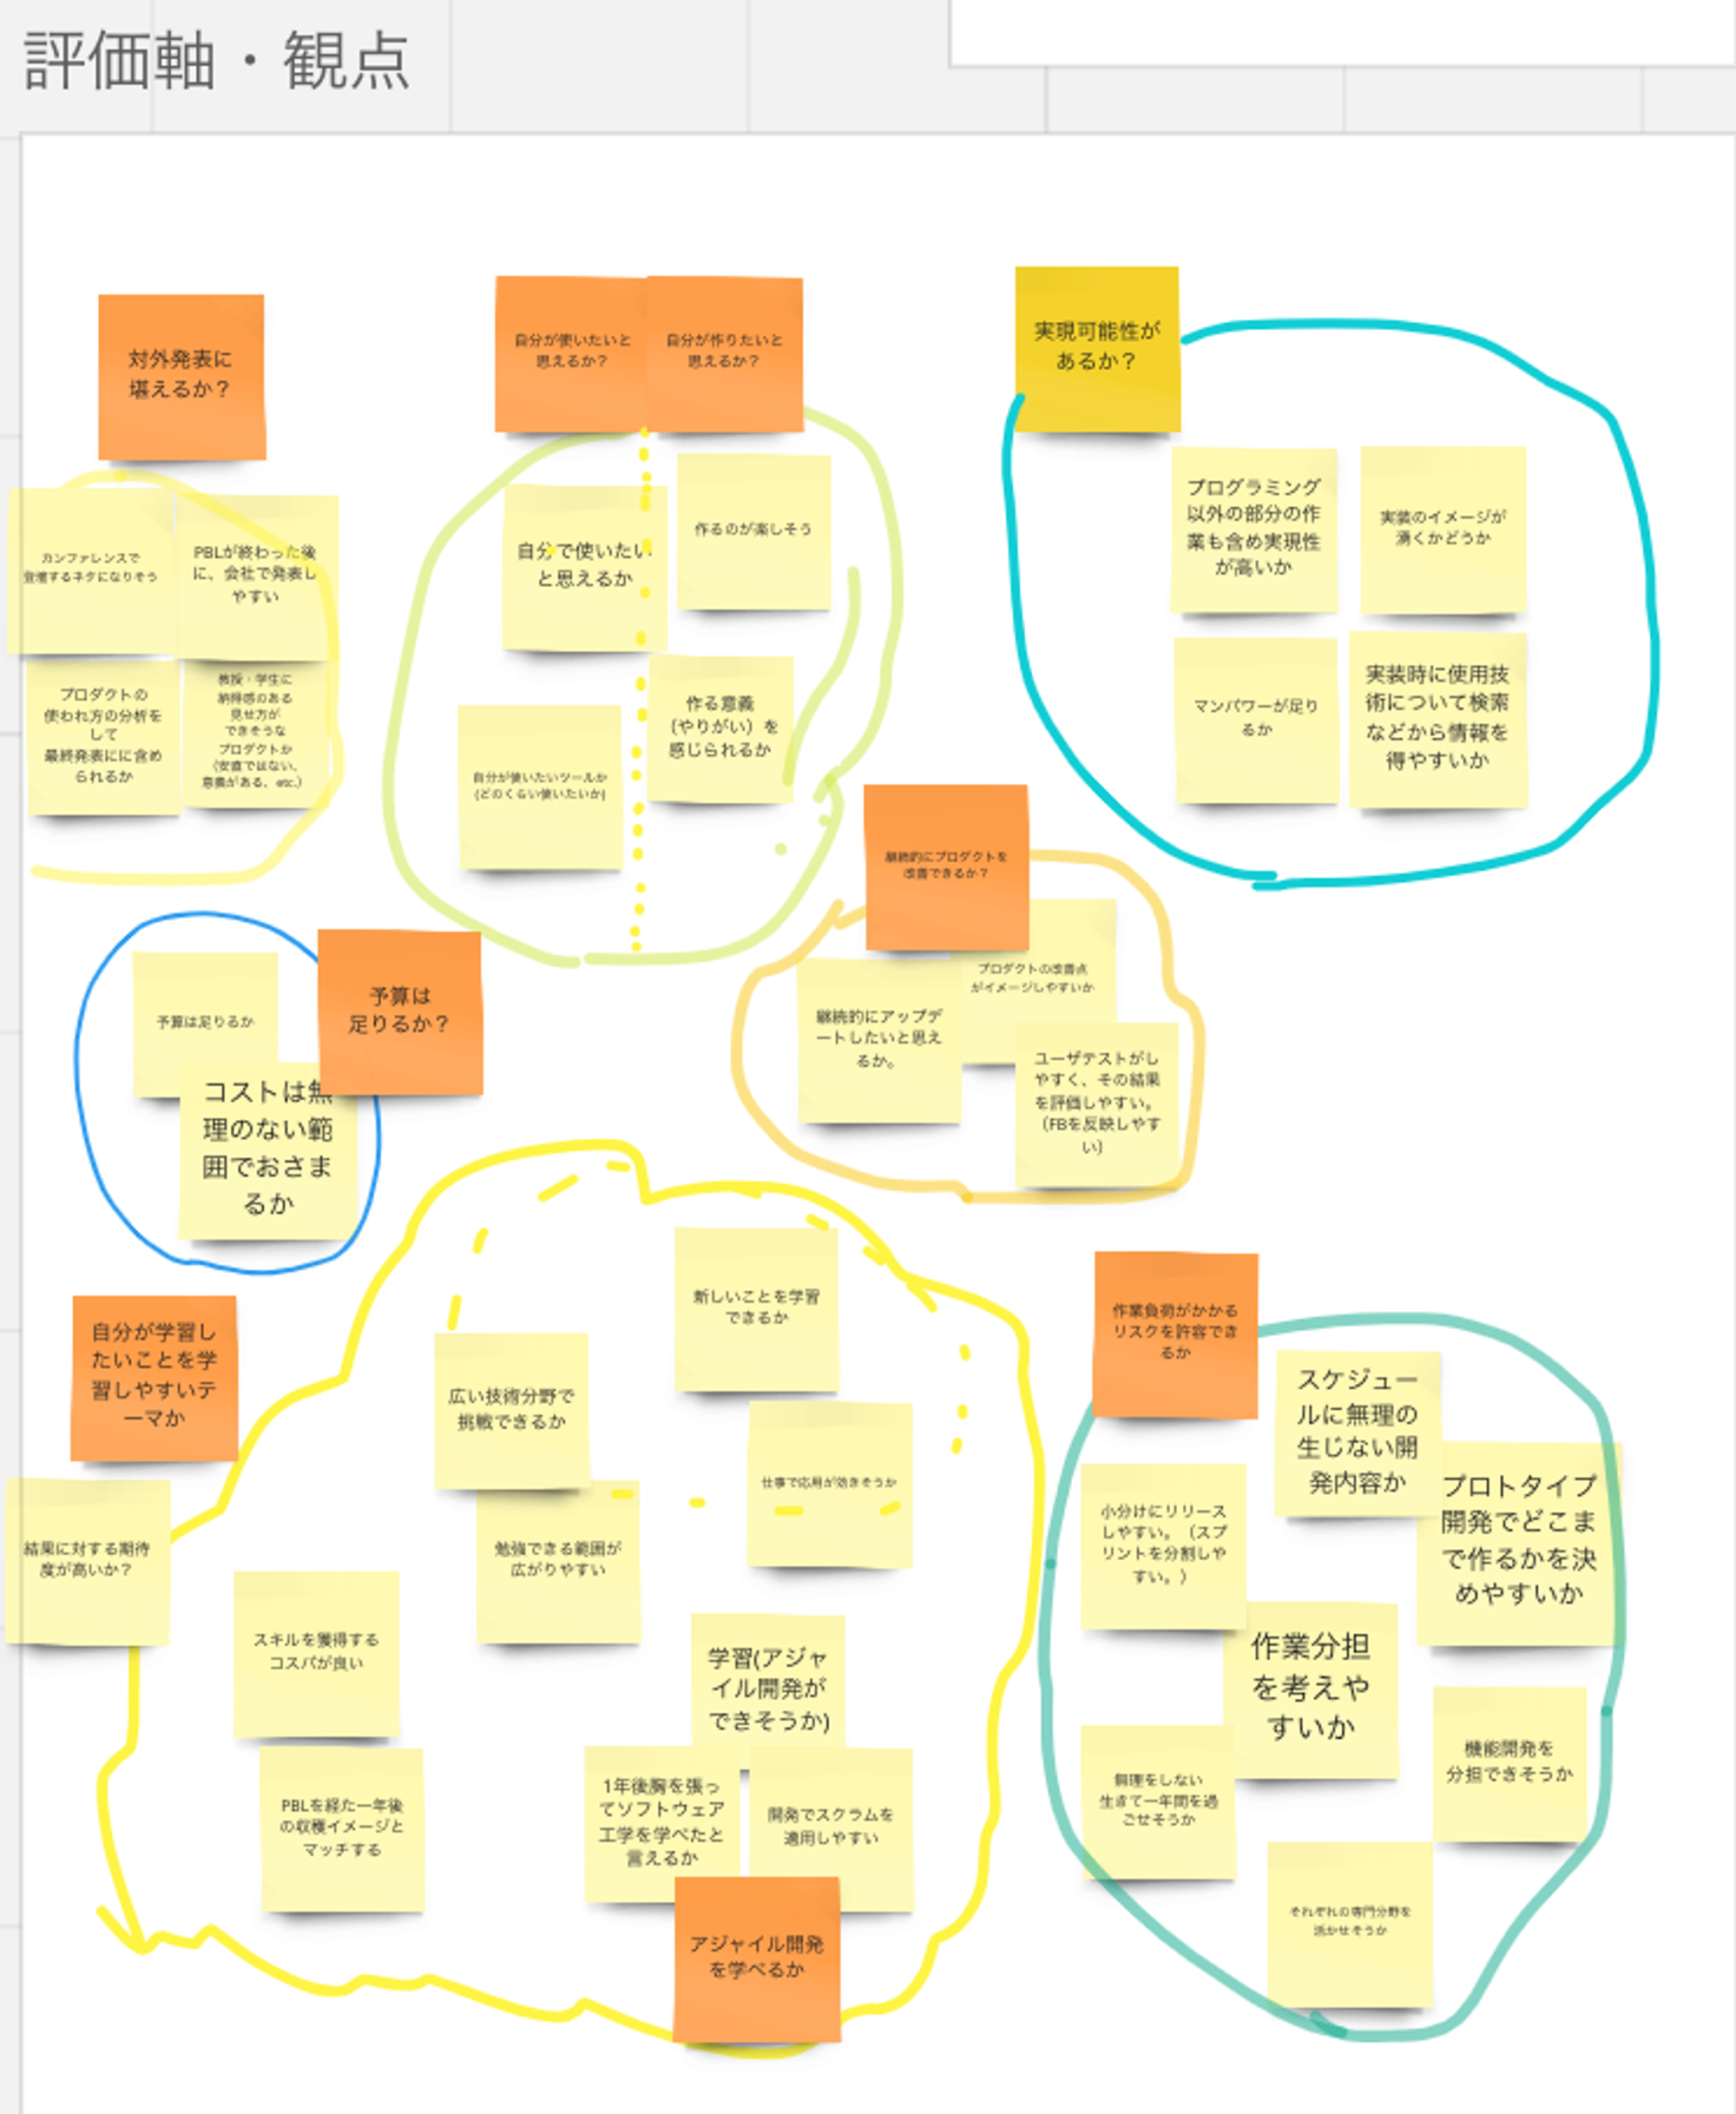 評価軸・観点
対外発表に
堪えるか？
カンファレンスで
登壇するネタになりそう
PBLが終わった後
に、会社で発表し
やすい
プロダクトの
使われ方の分析を
して
最終発表にに含め
られるか
教授・学生に
納得感のある
見せ方が
できそうな
プロダクトか
（安直ではない、
意義がある、etc.）
自分が使いたいと
思えるか？
自分が作りたいと
思えるか？
自分で使いたい
と思えるか
作るのが楽しそう
自分が使いたいツールか
(どのくらい使いたいか)
作る意義
（やりがい）を
感じられるか
実現可能性が
あるか？
プログラミング
以外の部分の作
業も含め実現性
が高いか
実装のイメージが
湧くかどうか
マンパワーが足り
るか
実装時に使用技
術について検索
などから情報を
得やすいか
予算は
足りるか？
予算は足りるか
コストは無
理のない範
囲でおさま
るか
継続的にプロダクトを
改善できるか？
プロダクトの改善点
がイメージしやすいか
継続的にアップデ
ートしたいと思え
るか。
ユーザテストがし
やすく、その結果
を評価しやすい。
（FBを反映しやす
い）
自分が学習し
たいことを学
習しやすいテ
ーマか
結果に対する期待
度が高いか？
新しいことを学習
できるか
広い技術分野で
挑戦できるか
仕事で応用が効きそうか
勉強できる範囲が
広がりやすい
スキルを獲得する
コスパが良い
PBLを経た一年後
の収穫イメージと
マッチする
学習(アジャ
イル開発が
できそうか)
1年後胸を張っ
てソフトウェア
工学を学べたと
言えるか
開発でスクラムを
適用しやすい
アジャイル開発
を学べるか
作業負荷がかかる
リスクを許容でき
るか
スケジュー
ルに無理の
生じない開
発内容か
プロトタイプ
開発でどこま
で作るかを決
めやすいか
小分けにリリース
しやすい。（スプ
リントを分割しや
すい。）
作業分担
を考えや
すいか
機能開発を
分担できそうか
無理をしない
生きて一年間を過
ごせそうか
それぞれの専門分野を
活かせそうか